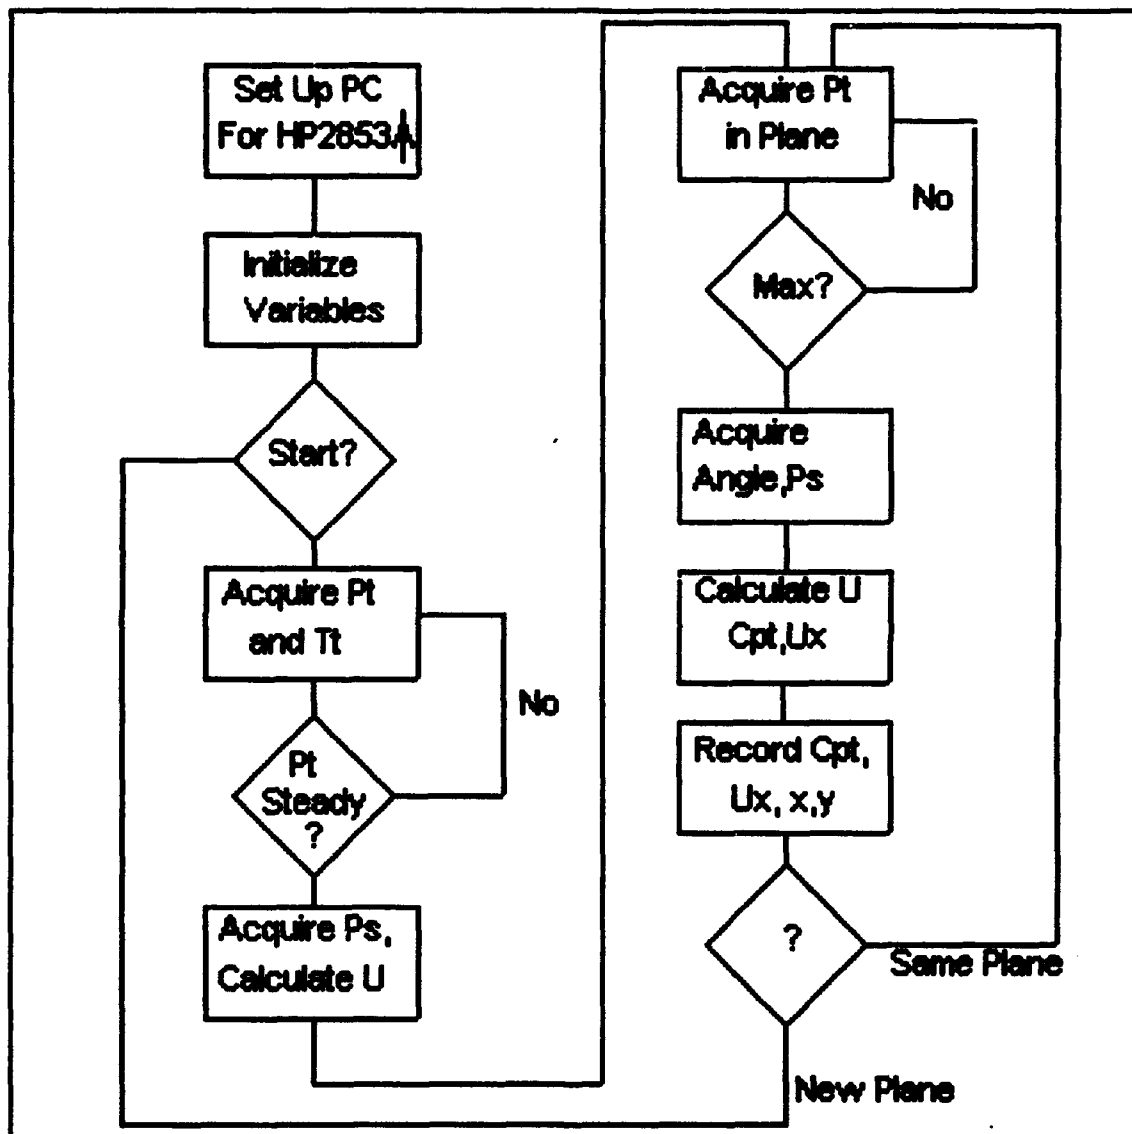 Set Up PC
For HP2853A
Initialize
Variables
Start?
Acquire Pt
and Tt
No
Pt
Steady
?
Acquire Ps,
Calculate U
Acquire Pt
in Plane
No
Max?
Acquire
Angle,Ps
Calculate U
Cpt,Ux
Record Cpt,
Ux, x,y
?
Same Plane
New Plane